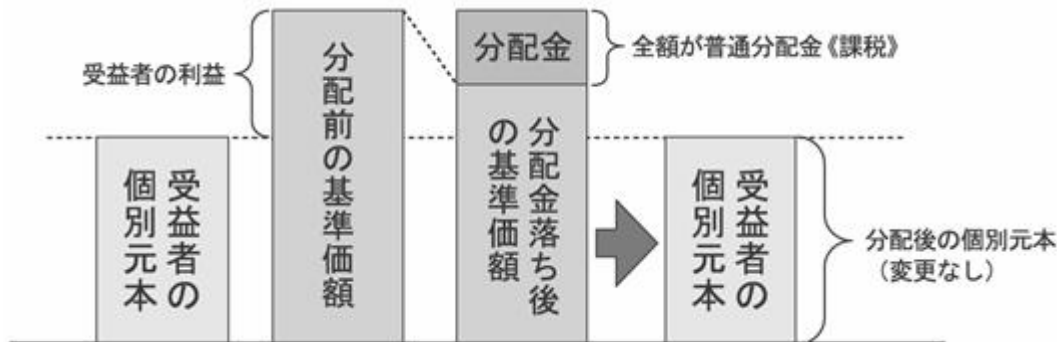 受益者の利益
受益者の
個別元本
分配前の基準価額
分配金
全額が普通分配金《課税》
分配金落ち後
の基準価額
受益者の
個別元本
分配後の個別元本
(変更なし)